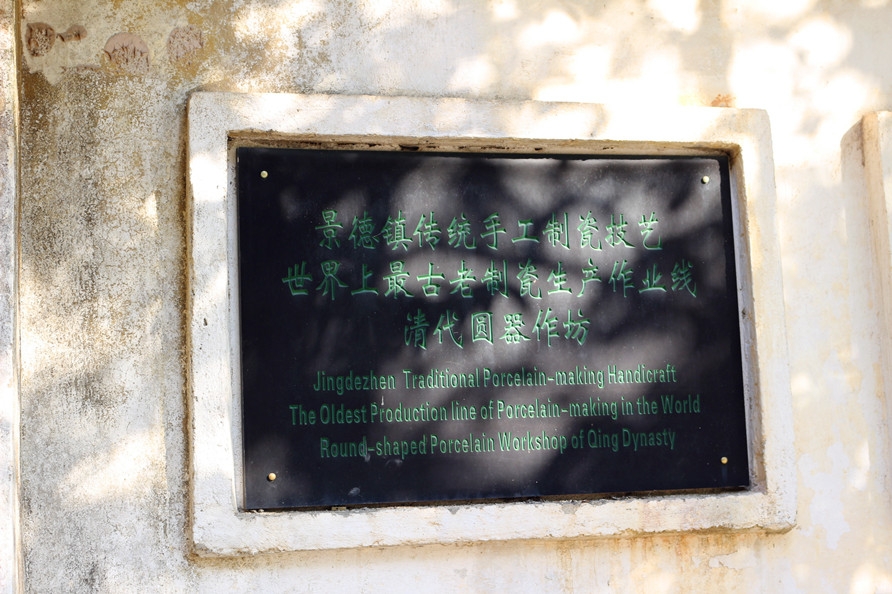 景德镇传统手工制瓷技艺
世界上最古老制瓷生产作业线
清代圆器作坊
Jingdezhen Traditional Porcelain-making Handicraft
The Oldest Production line of Porcelain-making in the World
Round-shaped Porcelain Workshop of Qing Dynasty